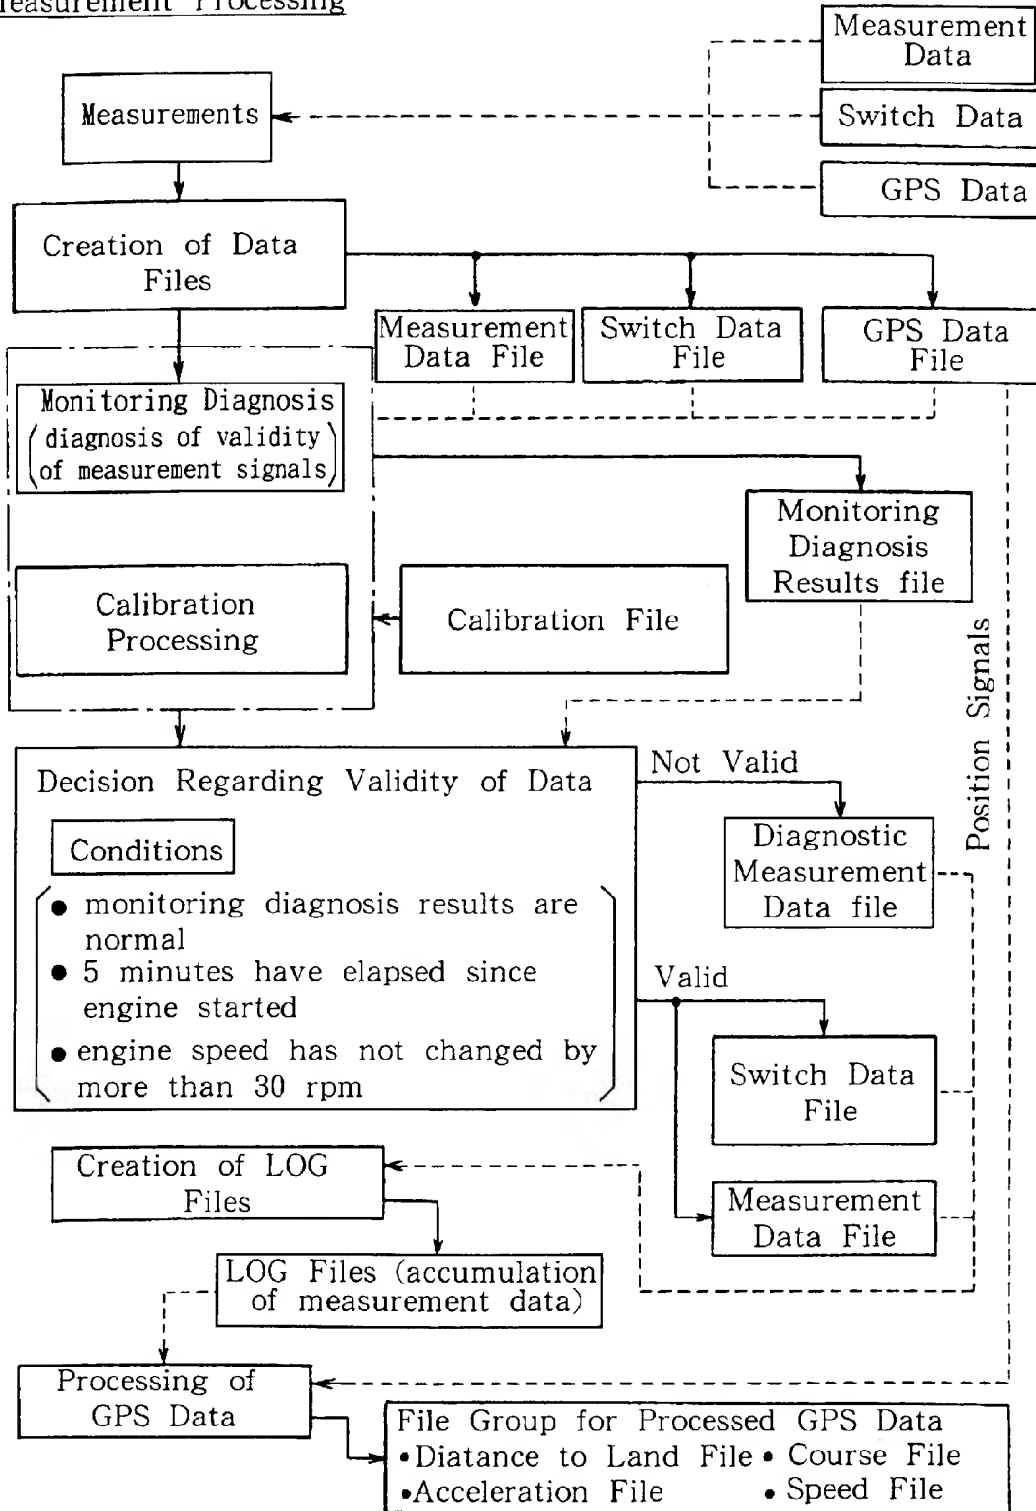 Measurement Processing
Measurement
Data
Measurements
Switch Data
GPS Data
Creation of Data
Files
Measurement
Data File
Switch Data
File
GPS Data
File
Monitoring Diagnosis
(diagnosis of validity
of measurement signals)
Monitoring
Diagnosis
Results file
Calibration
Processing
Calibration File
Position Signals
Decision Regarding Validity of Data
Not Valid
Conditions
Diagnostic
Measurement
Data file
● monitoring diagnosis results are
normal
● 5 minutes have elapsed since
engine started
● engine speed has not changed by
more than 30 rpm
Valid
Switch Data
File
Measurement
Data File
Creation of LOG
Files
LOG Files (accumulation
of measurement data)
Processing of
GPS Data
File Group for Processed GPS Data
•Diatance to Land File • Course File
•Acceleration File • Speed File